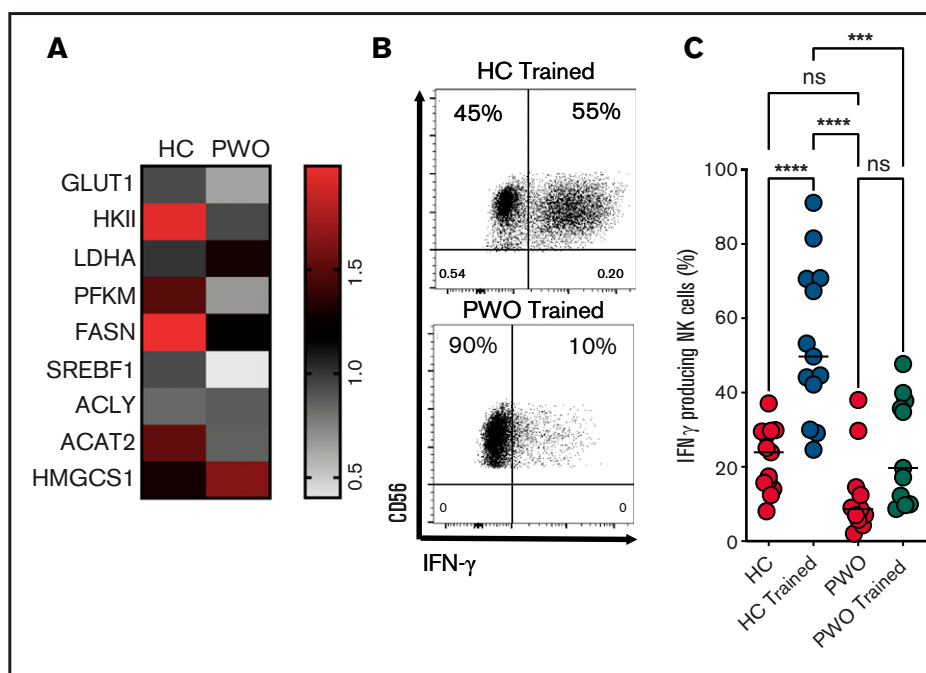 A
HC PWO
GLUT1
HKII
LDHA
PFKM
FASN
SREBF1
ACLY
ACAT2
HMGCS1
1.5
1.0
0.5
B
HC Trained
45% 55%
0.54 0.20
PWO Trained
90% 10%
0 0
CD56
IFN-γ
C
***
ns
****
**** ns
IFNγ producing NK cells (%)
100
80
60
40
20
0
HC
HC Trained
PWO
PWO Trained